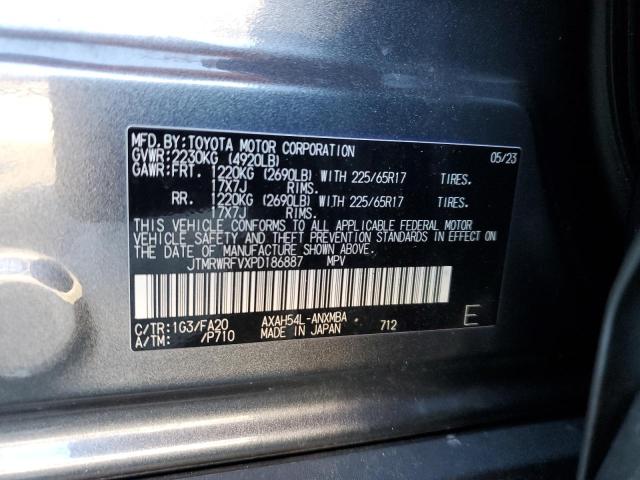 MFD.BY:TOYOTA MOTOR CORPORATION 05/23
GVWR:2230KG (4920LB)
GAWR:FRT. 1220KG (2690LB) WITH 225/65R17 TIRES.
17X7J RIMS.
RR. 1220KG (2690LB) WITH 225/65R17 TIRES.
17X7J RIMS.
THIS VEHICLE CONFORMS TO ALL APPLICABLE FEDERAL MOTOR
VEHICLE SAFETY AND THEFT PREVENTION STANDARDS IN EFFECT ON
THE DATE OF MANUFACTURE SHOWN ABOVE.
JTMRWRFVXPD186887 MPV
C/TR:1G3/FA20 AXAH54L-ANXMBA 712 E
A/TM: /P710 MADE IN JAPAN